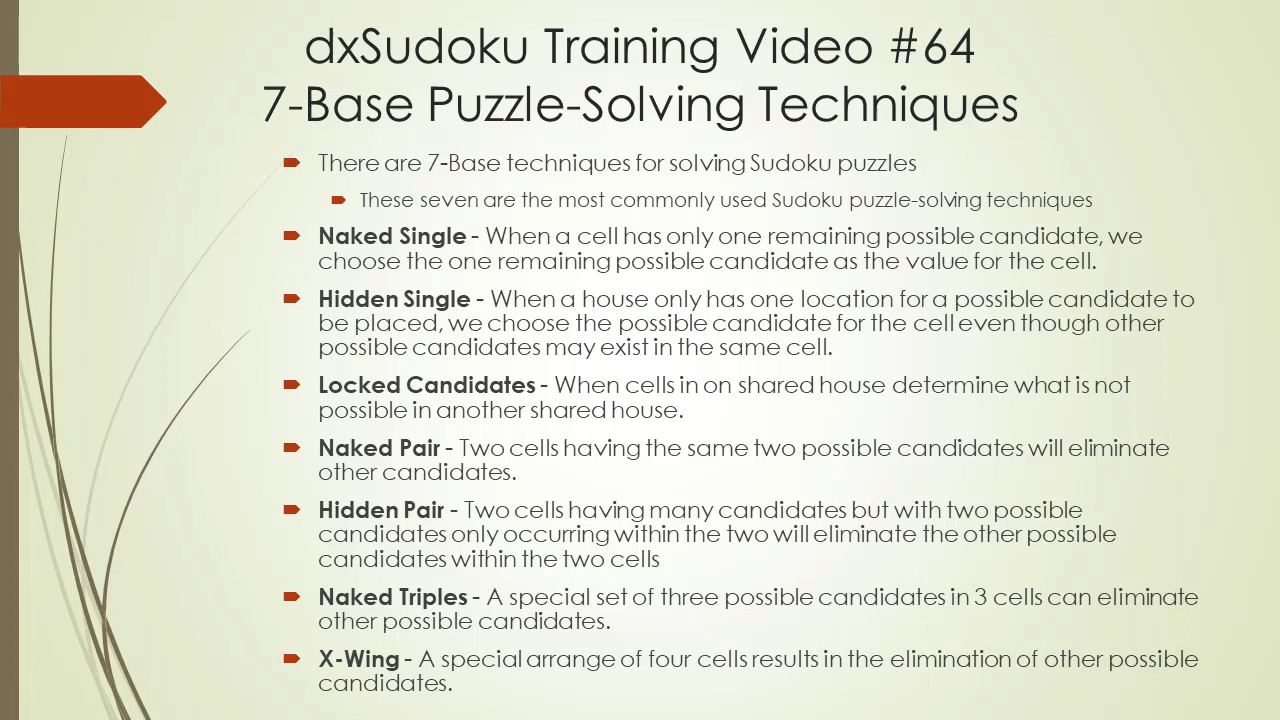 dxSudoku Training Video #64
7-Base Puzzle-Solving Techniques
There are 7-Base techniques for solving Sudoku puzzles
These seven are the most commonly used Sudoku puzzle-solving techniques
Naked Single - When a cell has only one remaining possible candidate, we
choose the one remaining possible candidate as the value for the cell.
Hidden Single - When a house only has one location for a possible candidate to
be placed, we choose the possible candidate for the cell even though other
possible candidates may exist in the same cell.
Locked Candidates - When cells in on shared house determine what is not
possible in another shared house.
Naked Pair - Two cells having the same two possible candidates will eliminate
other candidates.
Hidden Pair - Two cells having many candidates but with two possible
candidates only occurring within the two will eliminate the other possible
candidates within the two cells
Naked Triples - A special set of three possible candidates in 3 cells can eliminate
other possible candidates.
X-Wing - A special arrange of four cells results in the elimination of other possible
candidates.